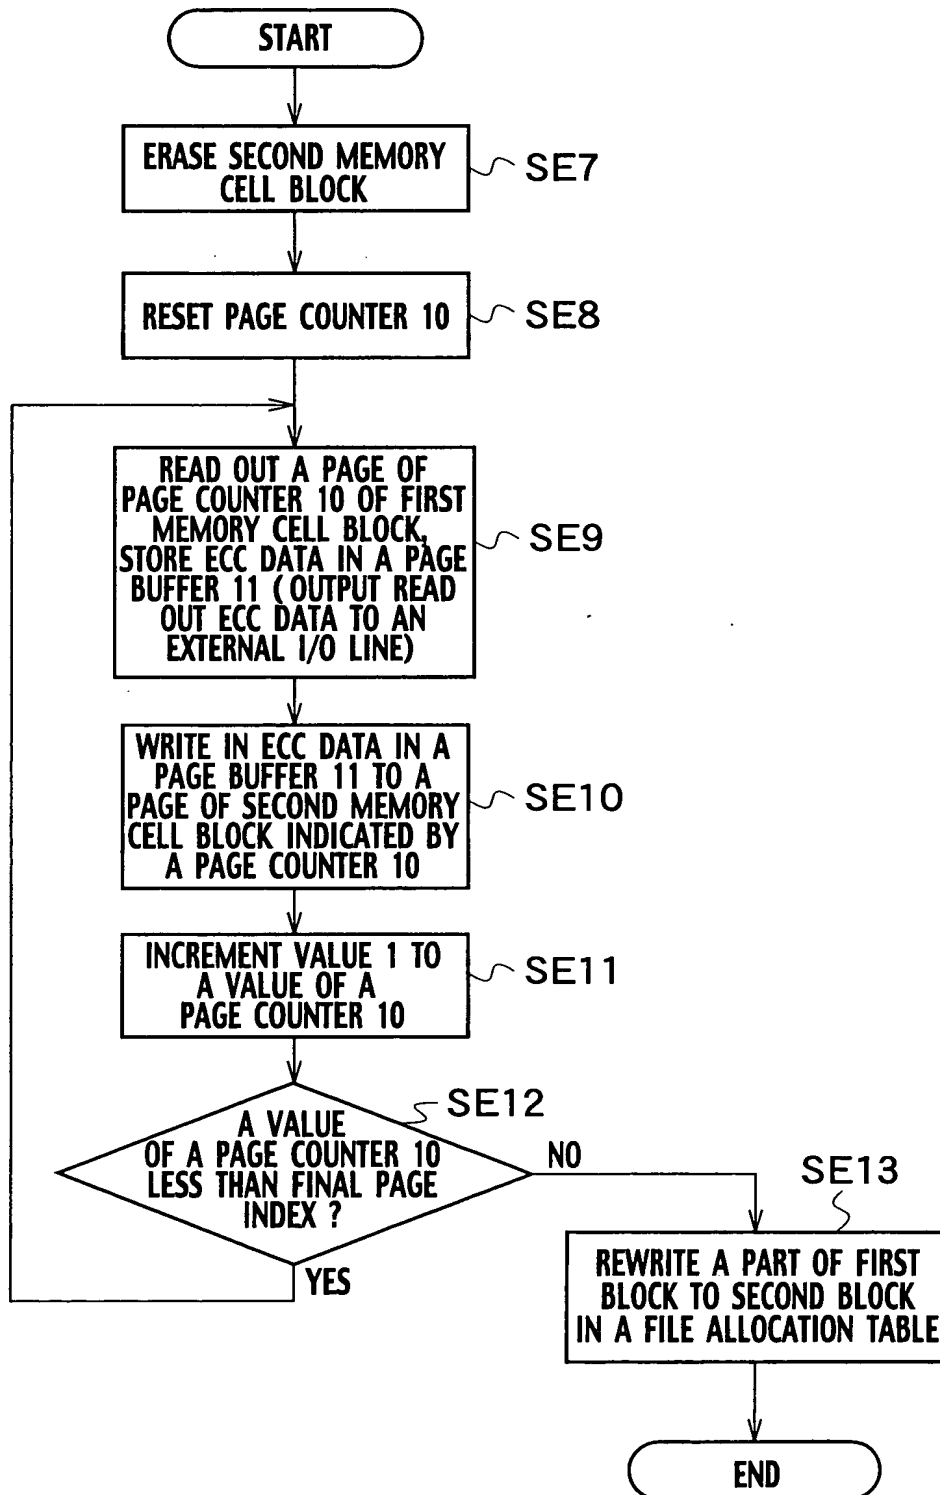 START
ERASE SECOND MEMORY
CELL BLOCK
SE7
RESET PAGE COUNTER 10
SE8
READ OUT A PAGE OF
PAGE COUNTER 10 OF FIRST
MEMORY CELL BLOCK,
STORE ECC DATA IN A PAGE
BUFFER 11 (OUTPUT READ
OUT ECC DATA TO AN
EXTERNAL I/O LINE)
SE9
WRITE IN ECC DATA IN A
PAGE BUFFER 11 TO A
PAGE OF SECOND MEMORY
CELL BLOCK INDICATED BY
A PAGE COUNTER 10
SE10
INCREMENT VALUE 1 TO
A VALUE OF A
PAGE COUNTER 10
SE11
SE12
A VALUE
OF A PAGE COUNTER 10
LESS THAN FINAL PAGE
INDEX ?
NO
YES
SE13
REWRITE A PART OF FIRST
BLOCK TO SECOND BLOCK
IN A FILE ALLOCATION TABLE
END